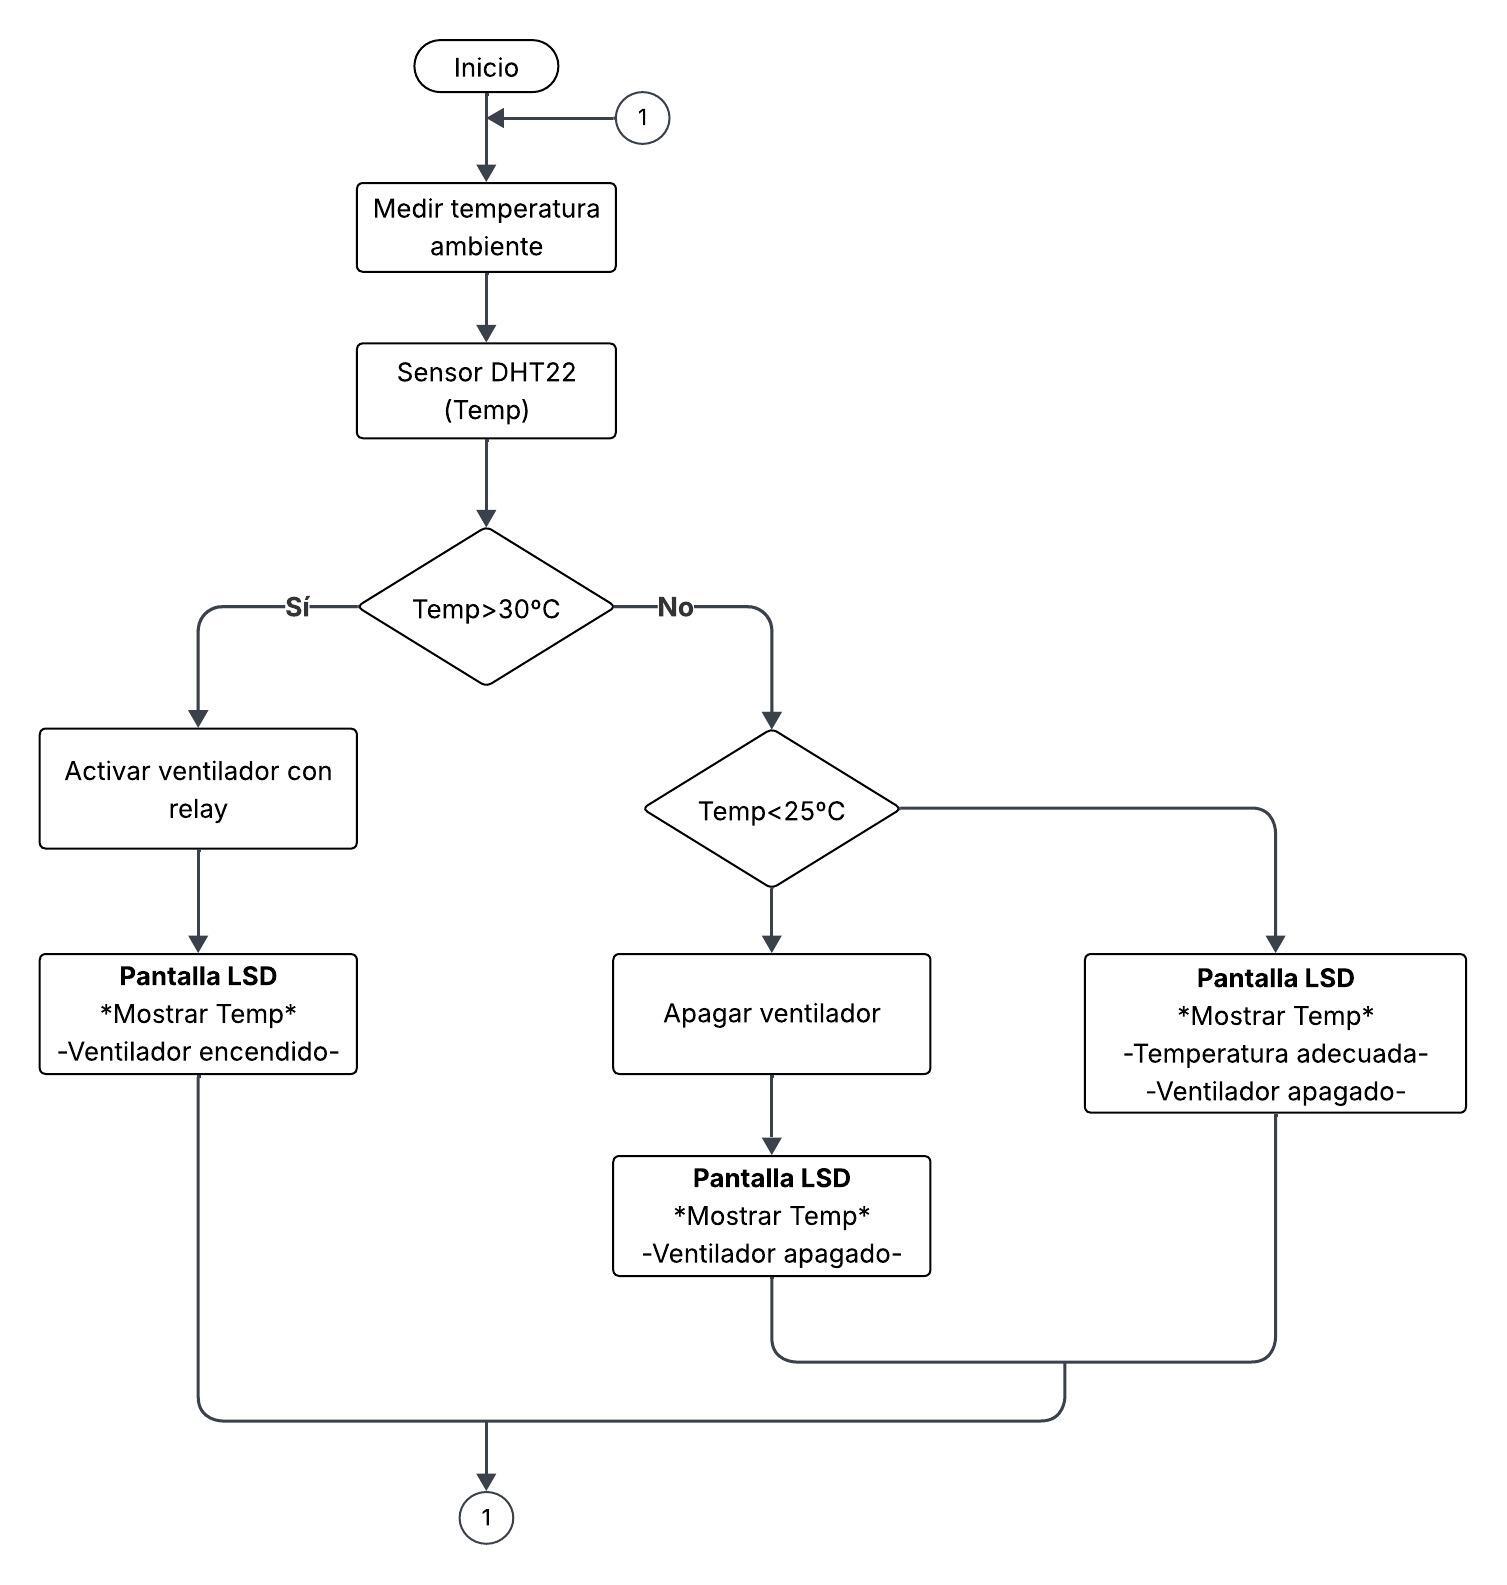 Inicio
1
Medir temperatura
ambiente
Sensor DHT22
(Temp)
Temp>30ºC
Sí
No
Activar ventilador con
relay
Temp<25ºC
Pantalla LSD
*Mostrar Temp*
-Ventilador encendido-
Apagar ventilador
Pantalla LSD
*Mostrar Temp*
-Temperatura adecuada-
-Ventilador apagado-
Pantalla LSD
*Mostrar Temp*
-Ventilador apagado-
1